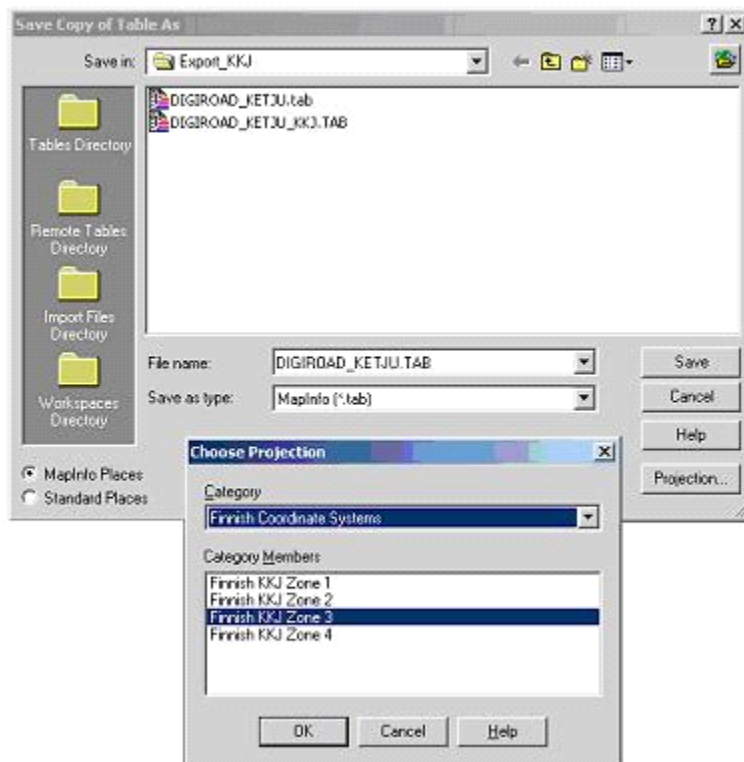 Save Copy of Table As
Save in: Export_KKJ
DIGIROAD_KETJU.tab
DIGIROAD_KETJU_KKJ.TAB
Tables Directory
Remote Tables
Directory
Import Files
Directory
Workspaces
Directory
File name: DIGIROAD_KETJU.TAB Save
Save as type: MapInfo (*.tab) Cancel
Help
MapInfo Places
Standard Places
Projection...
Choose Projection
Category
Finnish Coordinate Systems
Category Members
Finnish KKJ Zone 1
Finnish KKJ Zone 2
Finnish KKJ Zone 3
Finnish KKJ Zone 4
OK Cancel Help